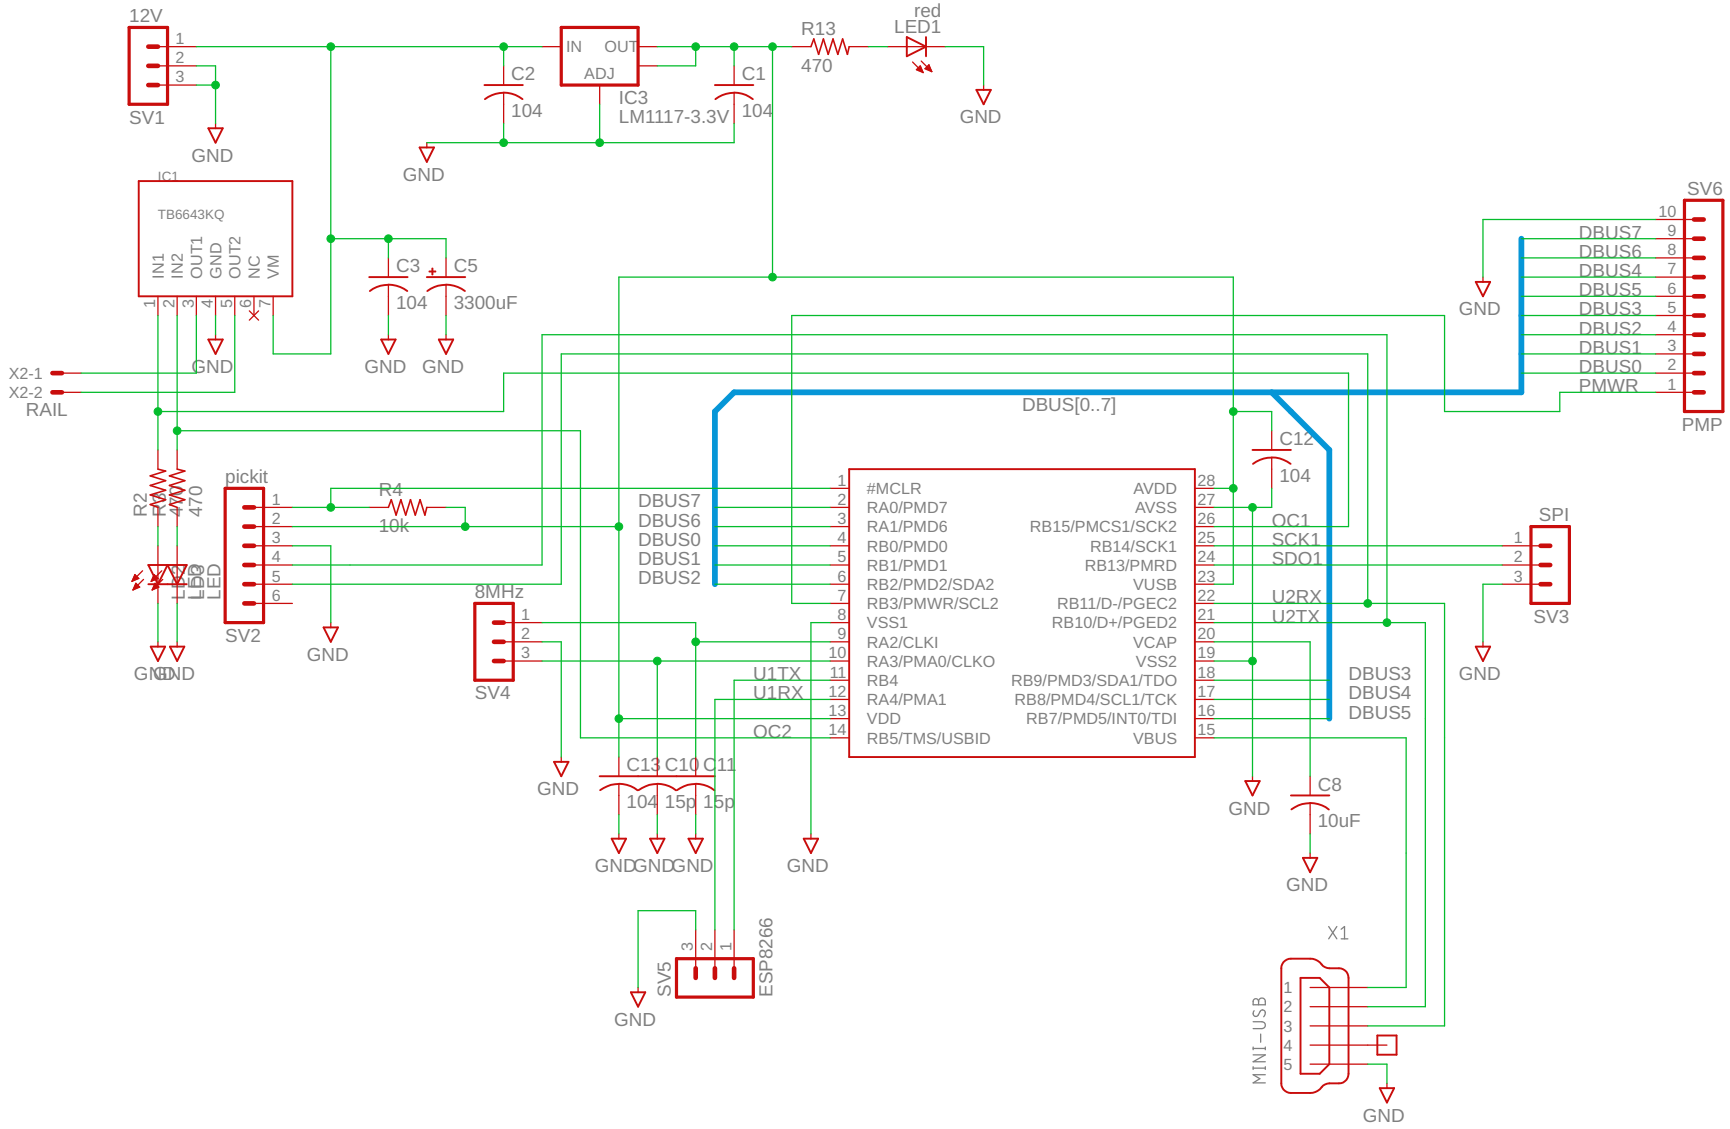 12V
1
2
3
SV1
GND
IN OUT
ADJ
IC3
LM1117-3.3V
C2
104
C1
104
GND
R13
470
red
LED1
GND
IC1
TB6643KQ
IN1
IN2
OUT1
GND
OUT2
NC
VM
1
2
3
4
5
6
7
GND
C3
104
GND
C5
3300uF
GND
X2-1
X2-2
RAIL
R2
470
470
LED
GND
GND
pickit
1
2
3
4
5
6
SV2
R4
10k
GND
8MHz
1
2
3
SV4
GND
C13
104
C10
15p
C11
15p
GND
GND
GND
GND
DBUS7
DBUS6
DBUS0
DBUS1
DBUS2
U1TX
U1RX
OC2
DBUS[0..7]
1 #MCLR
2 RA0/PMD7
3 RA1/PMD6
4 RB0/PMD0
5 RB1/PMD1
6 RB2/PMD2/SDA2
7 RB3/PMWR/SCL2
8 VSS1
9 RA2/CLKI
10 RA3/PMA0/CLKO
11 RB4
12 RA4/PMA1
13 VDD
14 RB5/TMS/USBID
AVDD 28
AVSS 27
RB15/PMCS1/SCK2 26
RB14/SCK1 25
RB13/PMRD 24
VUSB 23
RB11/D-/PGEC2 22
RB10/D+/PGED2 21
VCAP 20
VSS2 19
RB9/PMD3/SDA1/TDO 18
RB8/PMD4/SCL1/TCK 17
RB7/PMD5/INT0/TDI 16
VBUS 15
C12
104
OC1
SCK1
SDO1
U2RX
U2TX
DBUS3
DBUS4
DBUS5
GND
C8
10uF
GND
SPI
1
2
3
SV3
GND
SV6
10
DBUS7 9
DBUS6 8
DBUS4 7
DBUS5 6
DBUS3 5
DBUS2 4
DBUS1 3
DBUS0 2
PMWR 1
PMP
GND
SV5
3
2
1
ESP8266
GND
X1
MINI-USB
1
2
3
4
5
GND